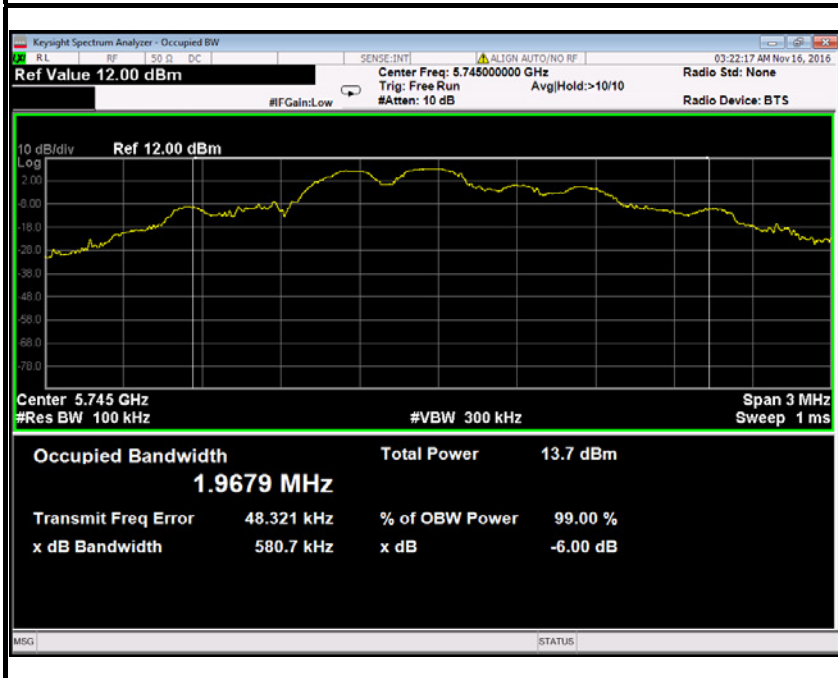 Keysight Spectrum Analyzer - Occupied BW
RL RF 50 Ω DC SENSE:INT ALIGN AUTO/NO RF 03:22:17 AM Nov 16, 2016
Ref Value 12.00 dBm Center Freq: 5.745000000 GHz Radio Std: None
Trig: Free Run Avg|Hold:>10/10
#IFGain:Low #Atten: 10 dB Radio Device: BTS
10 dB/div Ref 12.00 dBm
Log
2.00
-8.00
-18.0
-28.0
-38.0
-48.0
-58.0
-68.0
-78.0
Center 5.745 GHz Span 3 MHz
#Res BW 100 kHz #VBW 300 kHz Sweep 1 ms
Occupied Bandwidth Total Power 13.7 dBm
1.9679 MHz
Transmit Freq Error 48.321 kHz % of OBW Power 99.00 %
x dB Bandwidth 580.7 kHz x dB -6.00 dB
MSG STATUS